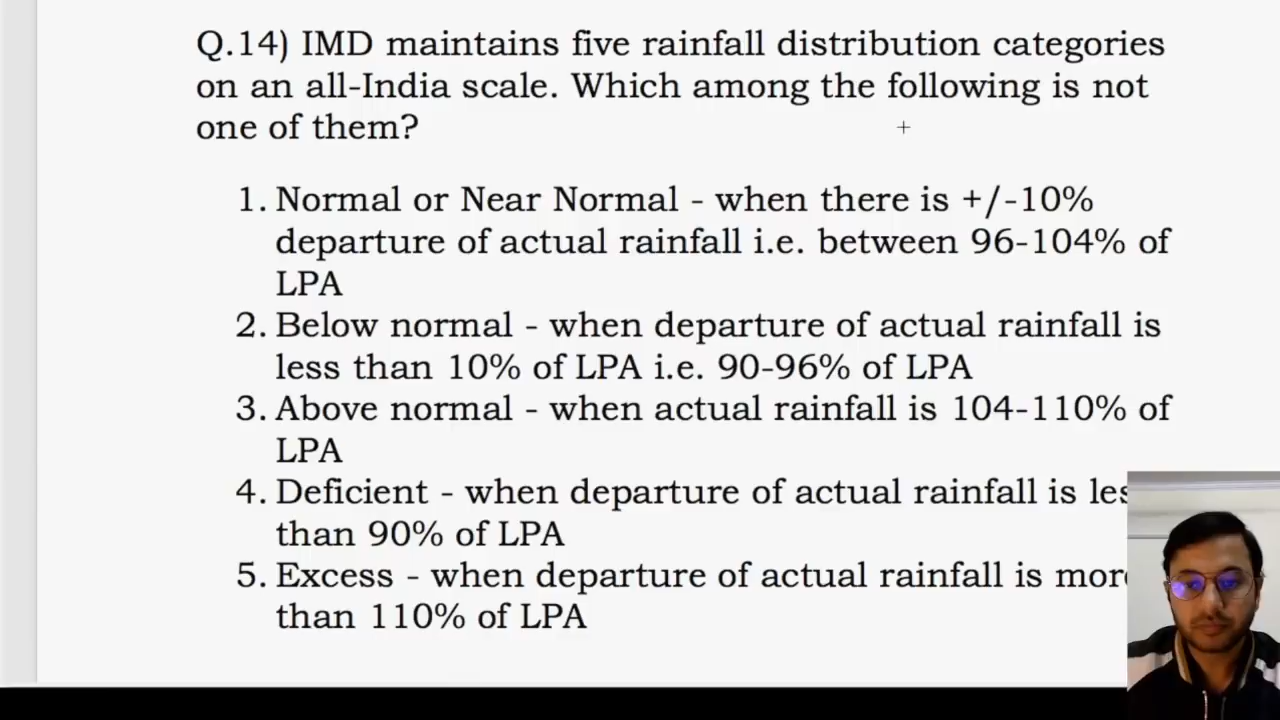 Q.14) IMD maintains five rainfall distribution categories
on an all-India scale. Which among the following is not
one of them?
1. Normal or Near Normal - when there is +/-10%
departure of actual rainfall i.e. between 96-104% of
LPA
2. Below normal - when departure of actual rainfall is
less than 10% of LPA i.e. 90-96% of LPA
3. Above normal - when actual rainfall is 104-110% of
LPA
4. Deficient - when departure of actual rainfall is
than 90% of LPA
5. Excess - when departure of actual rainfall is
than 110% of LPA